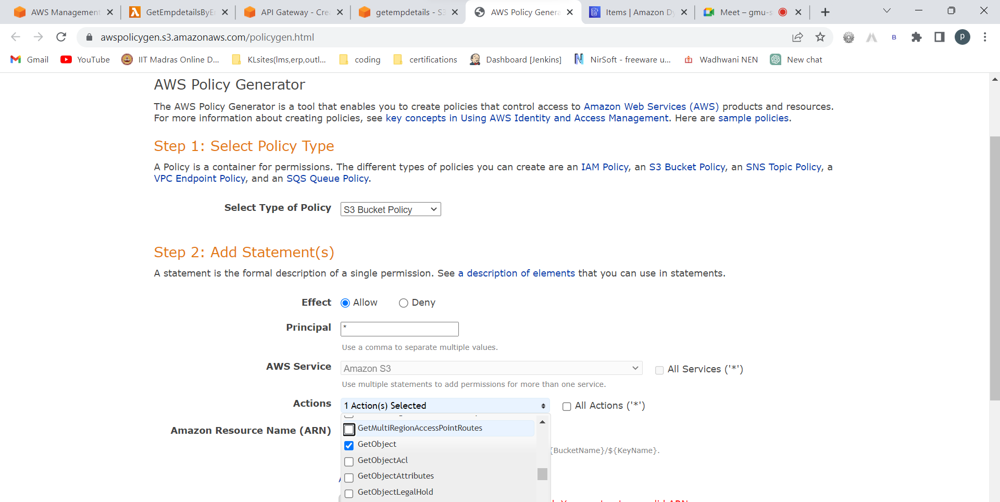 AWS Management
GetEmpdetailsByE
API Gateway - Cre
getempdetails - S3
AWS Policy Genera
Items | Amazon Dy
Meet – gmu-s
awspolicygen.s3.amazonaws.com/policygen.html
B
p
Gmail
YouTube
IIT Madras Online D...
KLsites(lms,erp,outl...
coding
certifications
Dashboard [Jenkins]
NirSoft - freeware u...
Wadhwani NEN
New chat
AWS Policy Generator
The AWS Policy Generator is a tool that enables you to create policies that control access to Amazon Web Services (AWS) products and resources.
For more information about creating policies, see key concepts in Using AWS Identity and Access Management. Here are sample policies.
Step 1: Select Policy Type
A Policy is a container for permissions. The different types of policies you can create are an IAM Policy, an S3 Bucket Policy, an SNS Topic Policy, a
VPC Endpoint Policy, and an SQS Queue Policy.
Select Type of Policy S3 Bucket Policy
Step 2: Add Statement(s)
A statement is the formal description of a single permission. See a description of elements that you can use in statements.
Effect Allow Deny
Principal *
Use a comma to separate multiple values.
AWS Service Amazon S3 All Services ('*')
Use multiple statements to add permissions for more than one service.
Actions 1 Action(s) Selected All Actions ('*')
GetMultiRegionAccessPointRoutes
Amazon Resource Name (ARN)
GetObject
{BucketName}/${KeyName}.
GetObjectAcl
GetObjectAttributes
GetObjectLegalHold